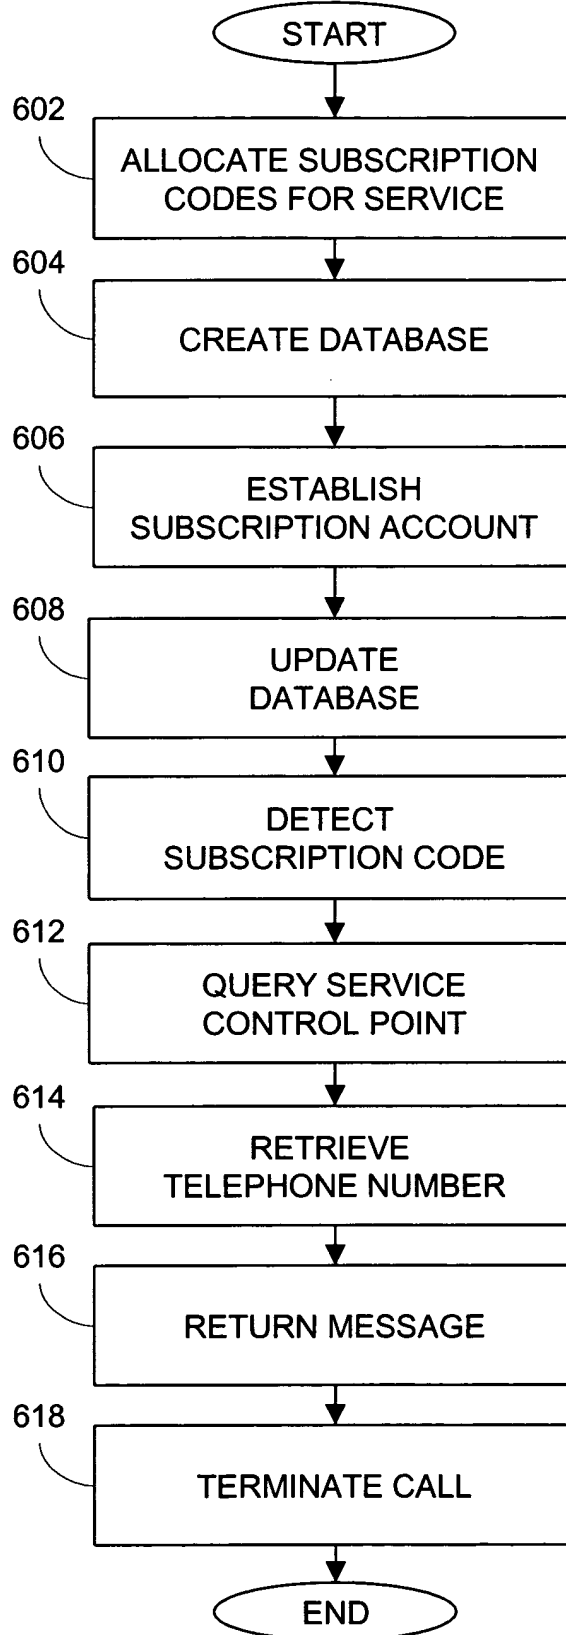 START
602
ALLOCATE SUBSCRIPTION
CODES FOR SERVICE
604
CREATE DATABASE
606
ESTABLISH
SUBSCRIPTION ACCOUNT
608
UPDATE
DATABASE
610
DETECT
SUBSCRIPTION CODE
612
QUERY SERVICE
CONTROL POINT
614
RETRIEVE
TELEPHONE NUMBER
616
RETURN MESSAGE
618
TERMINATE CALL
END